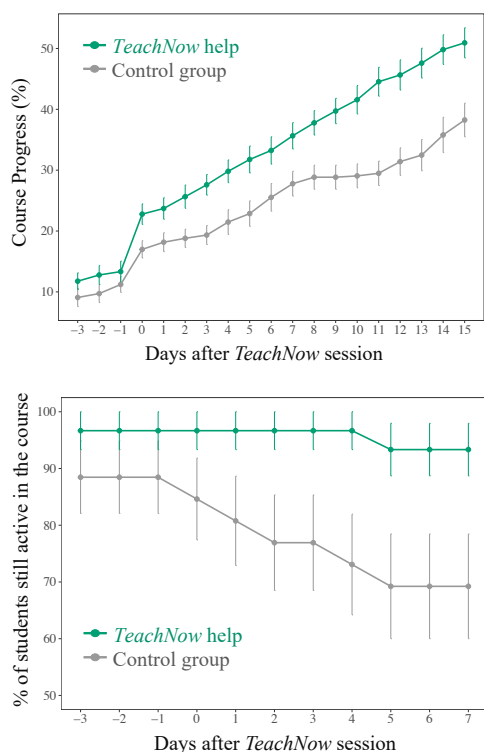 50
40
30
20
10
Course Progress (%)
TeachNow help
Control group
−3 −2 −1 0 1 2 3 4 5 6 7 8 9 10 11 12 13 14 15
Days after TeachNow session
100
90
80
70
60
50
% of students still active in the course
TeachNow help
Control group
−3 −2 −1 0 1 2 3 4 5 6 7
Days after TeachNow session